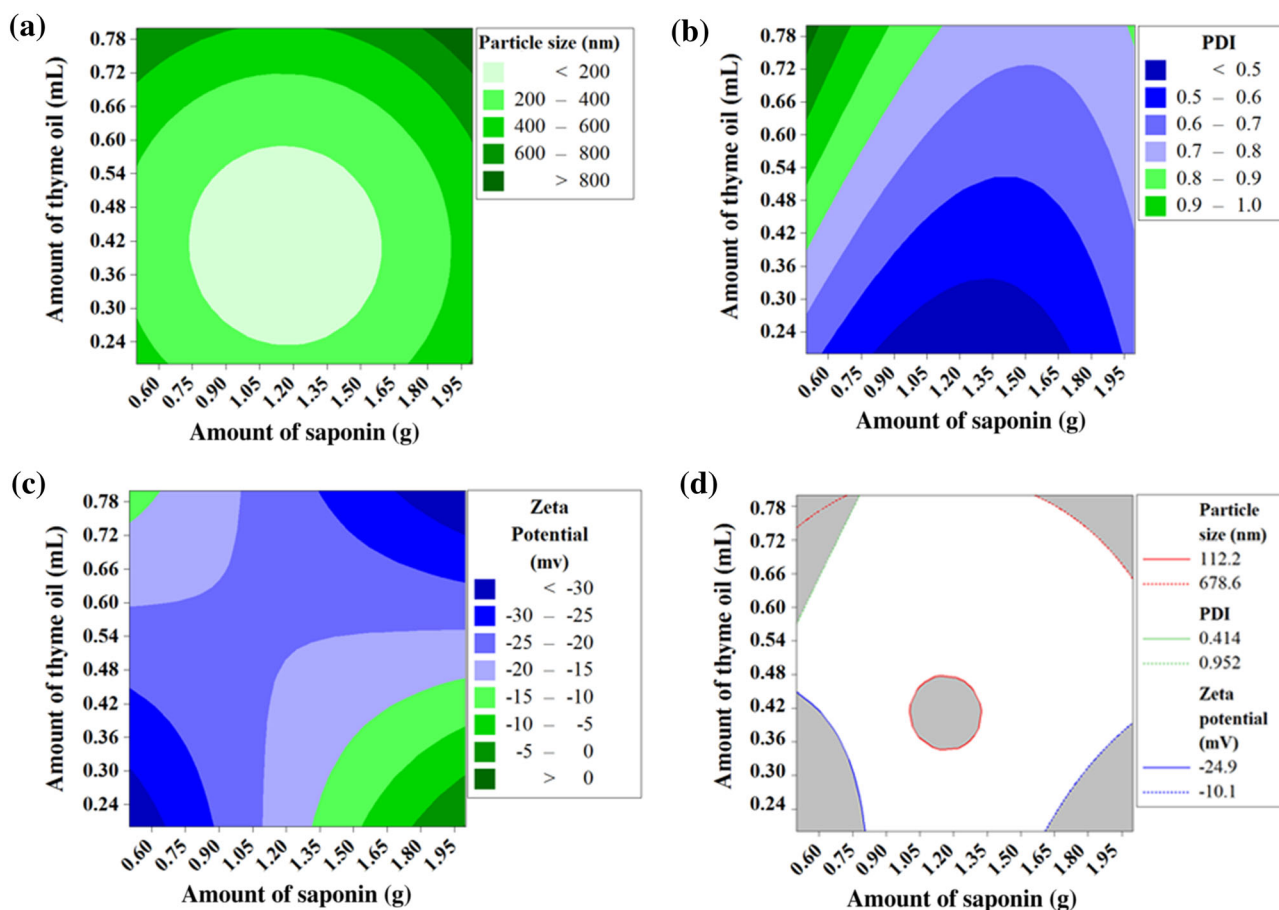 (a)
Amount of thyme oil (mL)
0.78
0.72
0.66
0.60
0.54
0.48
0.42
0.36
0.30
0.24
0.60
0.75
0.90
1.05
1.20
1.35
1.50
1.65
1.80
1.95
Amount of saponin (g)
Particle size (nm)
< 200
200 – 400
400 – 600
600 – 800
> 800
(b)
Amount of thyme oil (mL)
0.78
0.72
0.66
0.60
0.54
0.48
0.42
0.36
0.30
0.24
0.60
0.75
0.90
1.05
1.20
1.35
1.50
1.65
1.80
1.95
Amount of saponin (g)
PDI
< 0.5
0.5 – 0.6
0.6 – 0.7
0.7 – 0.8
0.8 – 0.9
0.9 – 1.0
(c)
Amount of thyme oil (mL)
0.78
0.72
0.66
0.60
0.54
0.48
0.42
0.36
0.30
0.24
0.60
0.75
0.90
1.05
1.20
1.35
1.50
1.65
1.80
1.95
Amount of saponin (g)
Zeta
Potential
(mv)
< -30
-30 – -25
-25 – -20
-20 – -15
-15 – -10
-10 – -5
-5 – 0
> 0
(d)
Amount of thyme oil (mL)
0.78
0.72
0.66
0.60
0.54
0.48
0.42
0.36
0.30
0.24
0.60
0.75
0.90
1.05
1.20
1.35
1.50
1.65
1.80
1.95
Amount of saponin (g)
Particle
size (nm)
112.2
678.6
PDI
0.414
0.952
Zeta
potential
(mV)
-24.9
-10.1